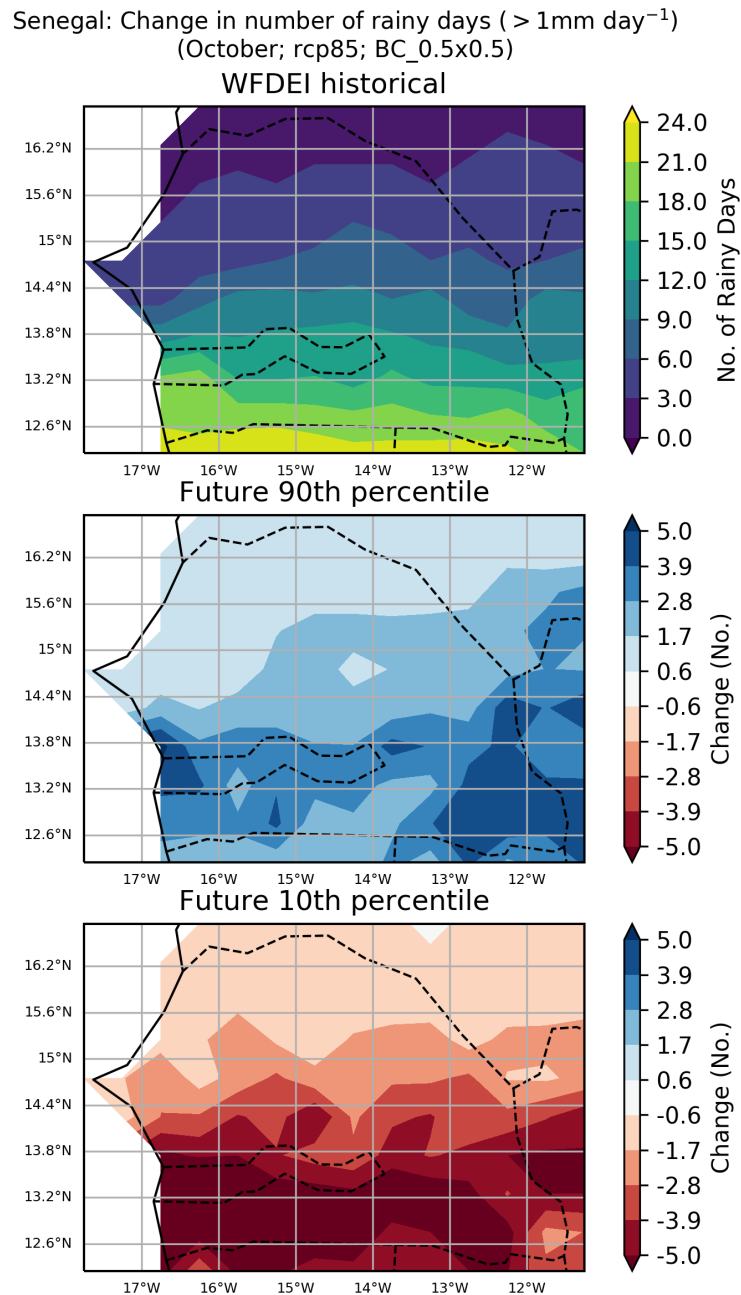 Senegal: Change in number of rainy days (>1mm day⁻¹)
(October; rcp85; BC_0.5x0.5)
WFDEI historical
16.2°N
15.6°N
15°N
14.4°N
13.8°N
13.2°N
12.6°N
17°W 16°W 15°W 14°W 13°W 12°W
24.0
21.0
18.0
15.0
12.0
9.0
6.0
3.0
0.0
No. of Rainy Days
Future 90th percentile
16.2°N
15.6°N
15°N
14.4°N
13.8°N
13.2°N
12.6°N
17°W 16°W 15°W 14°W 13°W 12°W
5.0
3.9
2.8
1.7
0.6
-0.6
-1.7
-2.8
-3.9
-5.0
Change (No.)
Future 10th percentile
16.2°N
15.6°N
15°N
14.4°N
13.8°N
13.2°N
12.6°N
17°W 16°W 15°W 14°W 13°W 12°W
5.0
3.9
2.8
1.7
0.6
-0.6
-1.7
-2.8
-3.9
-5.0
Change (No.)